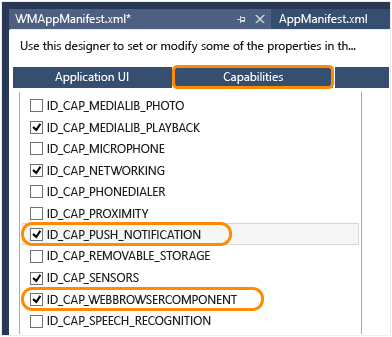 WMAppManifest.xml* AppManifest.xml
Use this designer to set or modify some of the properties in th...
Application UI Capabilities
ID_CAP_MEDIALIB_PHOTO
ID_CAP_MEDIALIB_PLAYBACK
ID_CAP_MICROPHONE
ID_CAP_NETWORKING
ID_CAP_PHONEDIALER
ID_CAP_PROXIMITY
ID_CAP_PUSH_NOTIFICATION
ID_CAP_REMOVABLE_STORAGE
ID_CAP_SENSORS
ID_CAP_WEBBROWSERCOMPONENT
ID_CAP_SPEECH_RECOGNITION